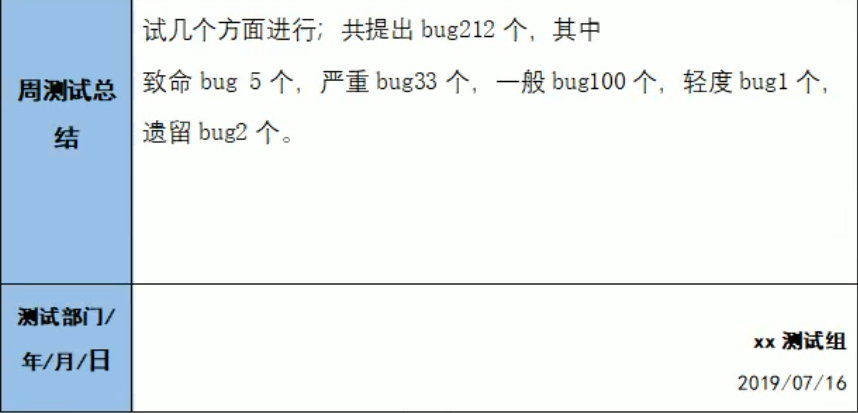 试几个方面进行；共提出 bug212 个，其中
周测试总
致命 bug 5 个，严重 bug33 个，一般 bug100 个，轻度 bug1 个，
结
遗留 bug2 个。
测试部门/
年/月/日
xx 测试组
2019/07/16